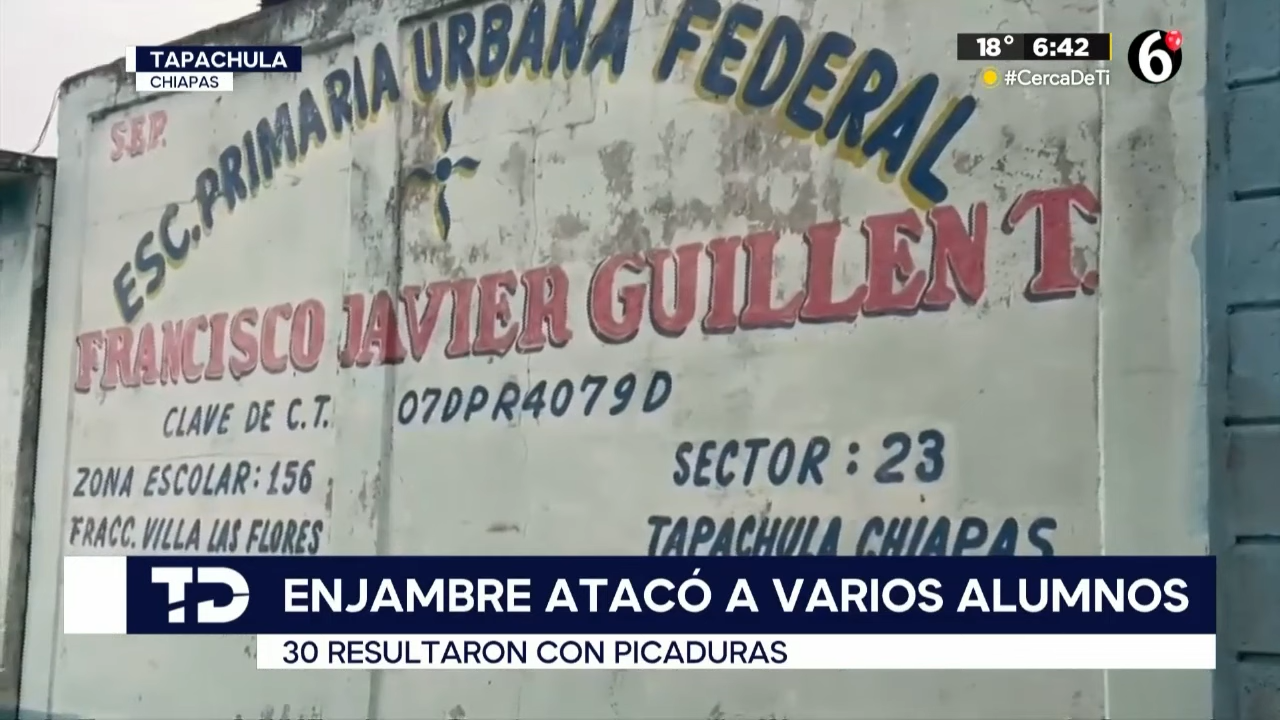 TAPACHULA
CHIAPAS
18° 6:42
#CercaDeTi
6
S.E.P.
ESC. PRIMARIA URBANA FEDERAL
FRANCISCO JAVIER GUILLEN T.
CLAVE DE C.T. 07DPR4079D
ZONA ESCOLAR: 156
SECTOR : 23
FRACC. VILLA LAS FLORES
TAPACHULA CHIAPAS
TD ENJAMBRE ATACÓ A VARIOS ALUMNOS
30 RESULTARON CON PICADURAS